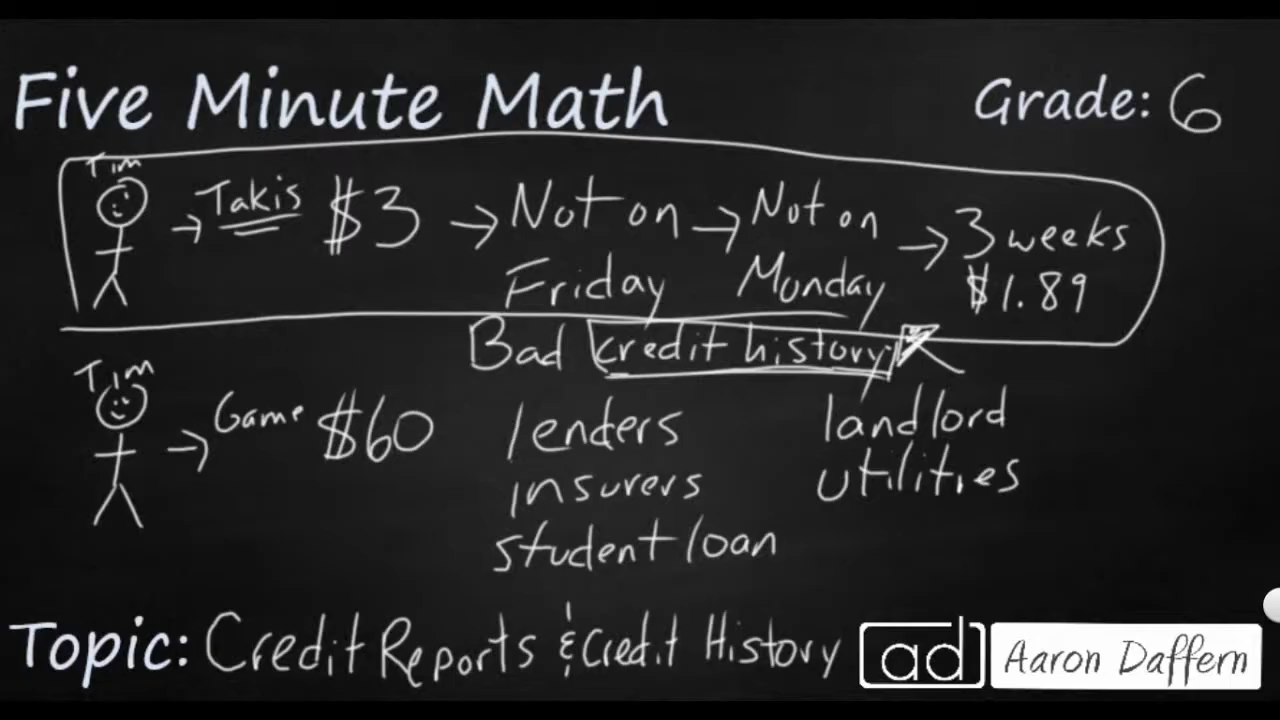 Five Minute Math
Grade: 6
Tim
→ Takis $3 → Not on Friday → Not on Monday → 3 weeks $1.89
Bad credit history
Tim
→ Game $60
lenders
insurers
student loan
landlord
utilities
Topic: Credit Reports & Credit History
ad Aaron Daffern